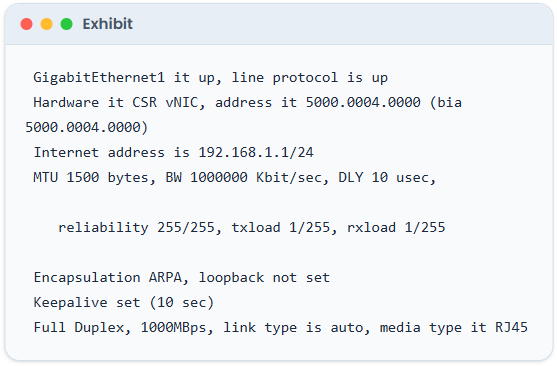 Exhibit
GigabitEthernet1 it up, line protocol is up
Hardware it CSR vNIC, address it 5000.0004.0000 (bia
5000.0004.0000)
Internet address is 192.168.1.1/24
MTU 1500 bytes, BW 1000000 Kbit/sec, DLY 10 usec,
reliability 255/255, txload 1/255, rxload 1/255
Encapsulation ARPA, loopback not set
Keepalive set (10 sec)
Full Duplex, 1000MBps, link type is auto, media type it RJ45